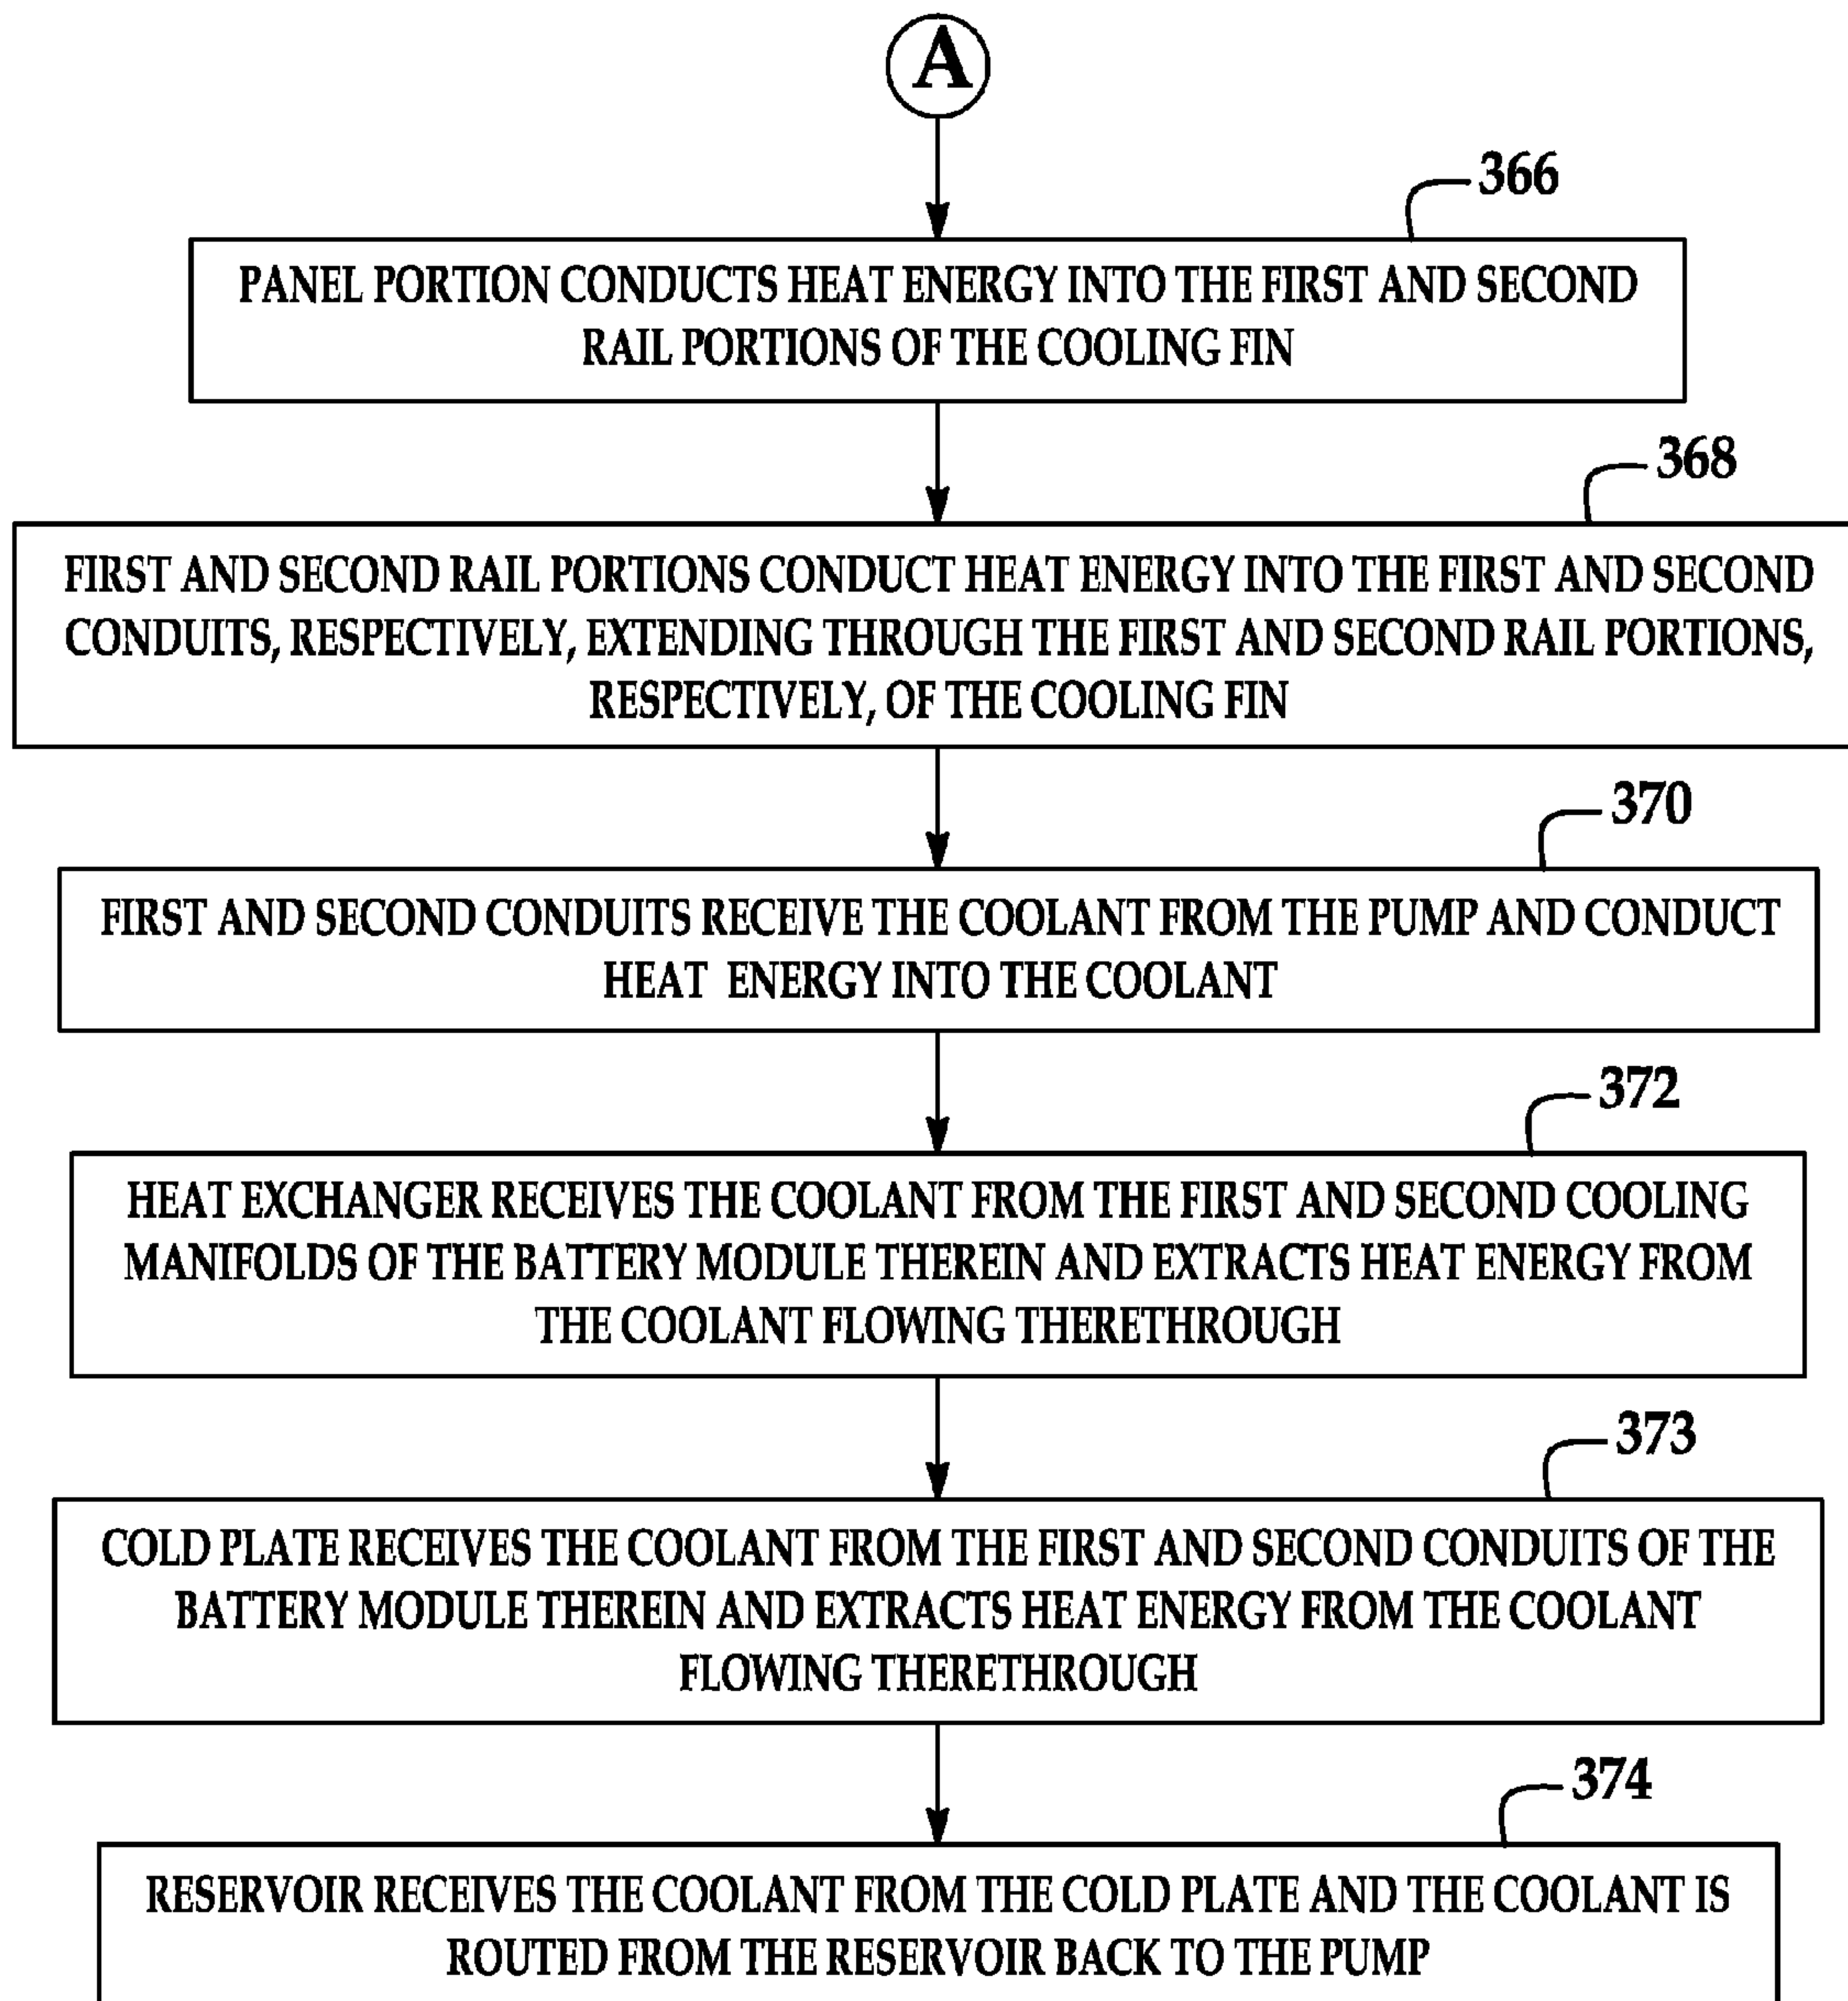 A
366
PANEL PORTION CONDUCTS HEAT ENERGY INTO THE FIRST AND SECOND
RAIL PORTIONS OF THE COOLING FIN
368
FIRST AND SECOND RAIL PORTIONS CONDUCT HEAT ENERGY INTO THE FIRST AND SECOND
CONDUITS, RESPECTIVELY, EXTENDING THROUGH THE FIRST AND SECOND RAIL PORTIONS,
RESPECTIVELY, OF THE COOLING FIN
370
FIRST AND SECOND CONDUITS RECEIVE THE COOLANT FROM THE PUMP AND CONDUCT
HEAT ENERGY INTO THE COOLANT
372
HEAT EXCHANGER RECEIVES THE COOLANT FROM THE FIRST AND SECOND COOLING
MANIFOLDS OF THE BATTERY MODULE THEREIN AND EXTRACTS HEAT ENERGY FROM
THE COOLANT FLOWING THERETHROUGH
373
COLD PLATE RECEIVES THE COOLANT FROM THE FIRST AND SECOND CONDUITS OF THE
BATTERY MODULE THEREIN AND EXTRACTS HEAT ENERGY FROM THE COOLANT
FLOWING THERETHROUGH
374
RESERVOIR RECEIVES THE COOLANT FROM THE COLD PLATE AND THE COOLANT IS
ROUTED FROM THE RESERVOIR BACK TO THE PUMP